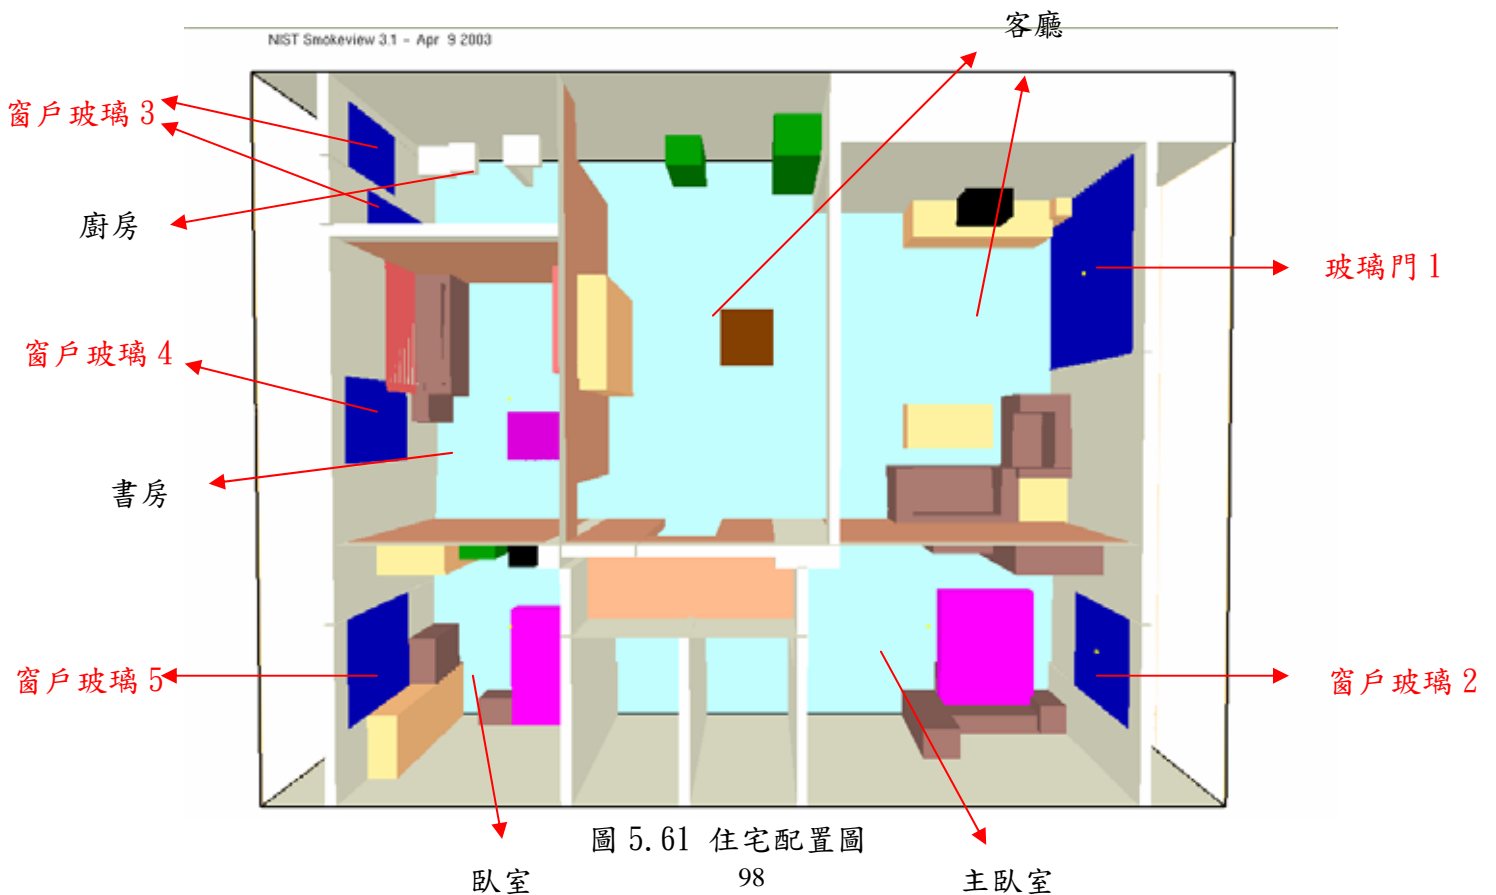 客廳
NIST Smokeview 3.1 - Apr 9 2003
窗戶玻璃 3
廚房
玻璃門 1
窗戶玻璃 4
書房
窗戶玻璃 5
窗戶玻璃 2
圖 5.61 住宅配置圖
臥室
98
主臥室